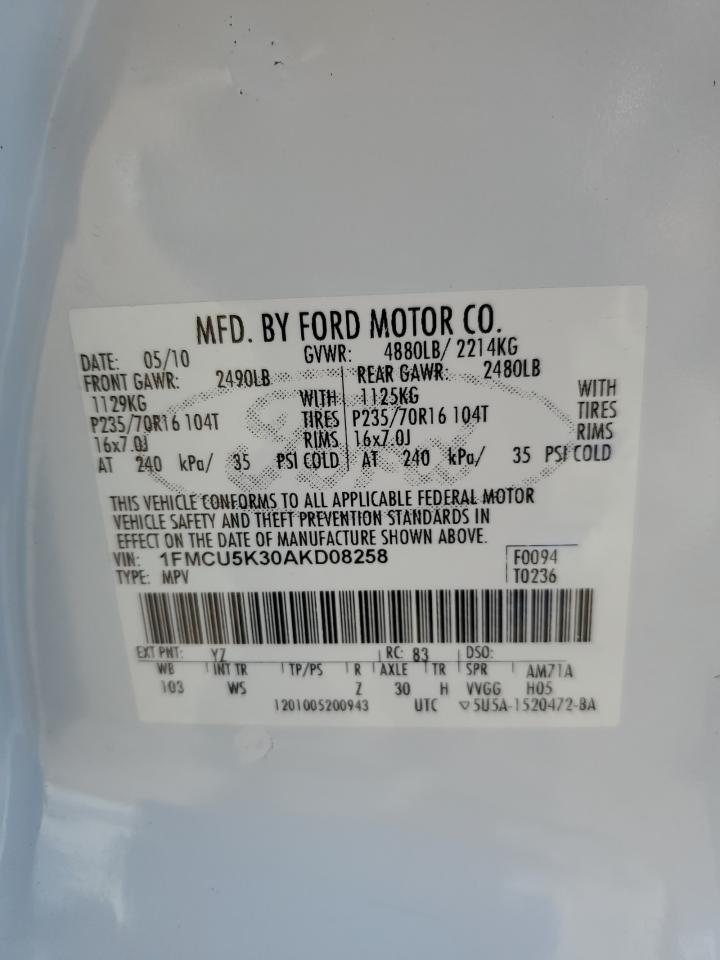 MFD. BY FORD MOTOR CO.
DATE: 05/10 GVWR: 4880LB/ 2214KG
FRONT GAWR: 2490LB REAR GAWR: 2480LB
1129KG WITH 1125KG WITH
P235/70R16 104T TIRES P235/70R16 104T TIRES
16x7.0J RIMS 16x7.0J RIMS
AT 240 kPa/ 35 PSI COLD AT 240 kPa/ 35 PSI COLD
THIS VEHICLE CONFORMS TO ALL APPLICABLE FEDERAL MOTOR
VEHICLE SAFETY AND THEFT PREVENTION STANDARDS IN
EFFECT ON THE DATE OF MANUFACTURE SHOWN ABOVE.
VIN: 1FMCU5K30AKD08258 F0094
TYPE: MPV T0236
EXT PNT: YZ RC: 83 DSO:
WB INT TR TP/PS R AXLE TR SPR AM71A
103 WS Z 30 H VVGG H05
1201005200943 UTC ▽5U5A-1520472-BA